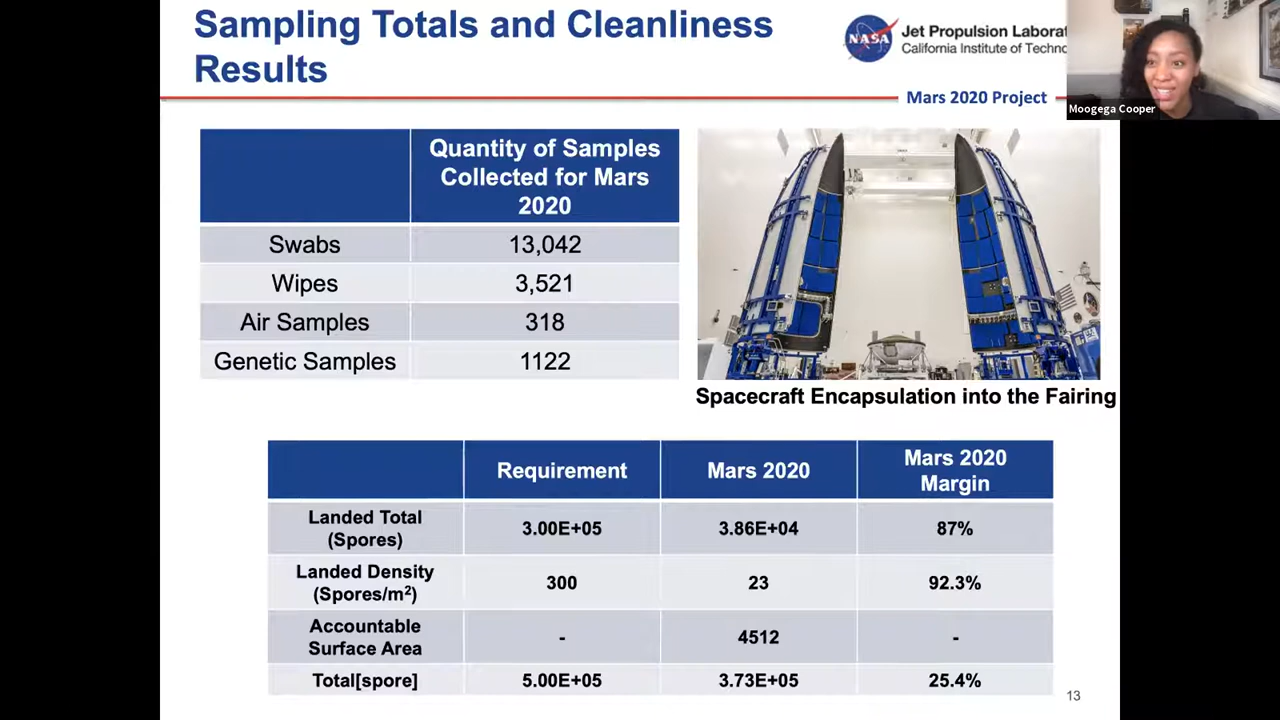 Sampling Totals and Cleanliness
Results
NASA
Jet Propulsion Laborat
California Institute of Techno
Mars 2020 Project
Moogega Cooper
Quantity of Samples
Collected for Mars
2020
Swabs 13,042
Wipes 3,521
Air Samples 318
Genetic Samples 1122
Spacecraft Encapsulation into the Fairing
Requirement Mars 2020 Mars 2020
Margin
Landed Total
(Spores) 3.00E+05 3.86E+04 87%
Landed Density
(Spores/m²) 300 23 92.3%
Accountable
Surface Area - 4512 -
Total[spore] 5.00E+05 3.73E+05 25.4%
13